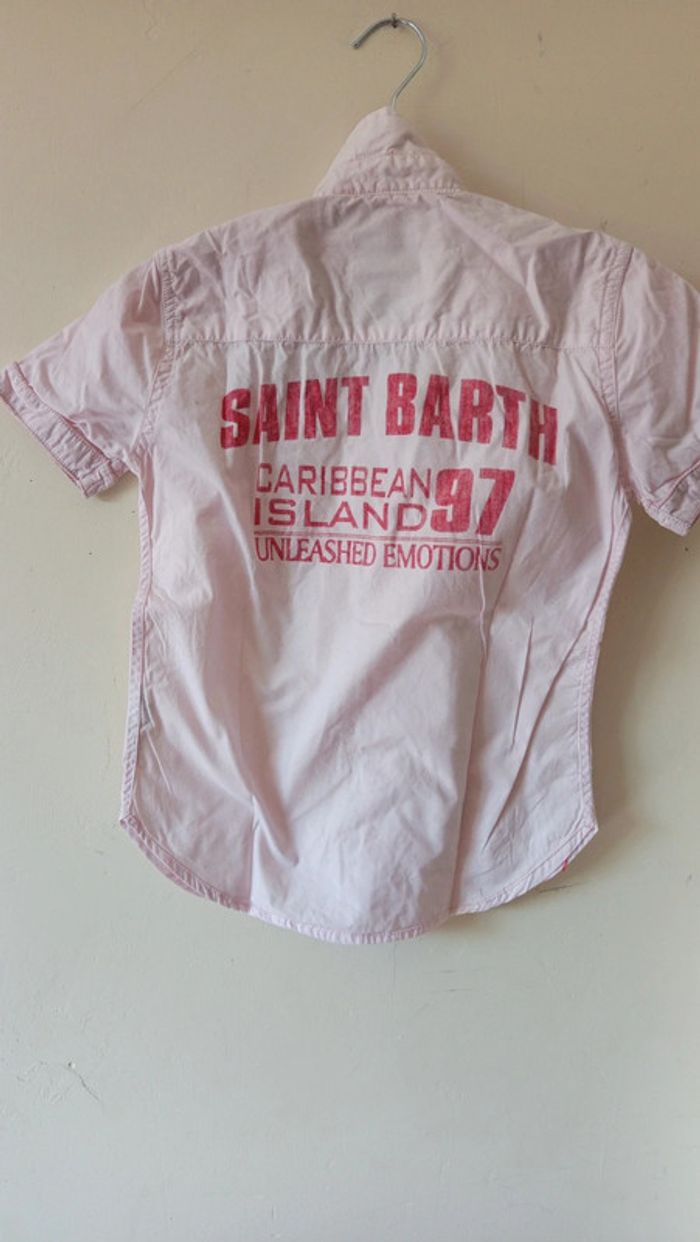 SAINT BARTH
CARIBBEAN
ISLAND 97
UNLEASHED EMOTIONS